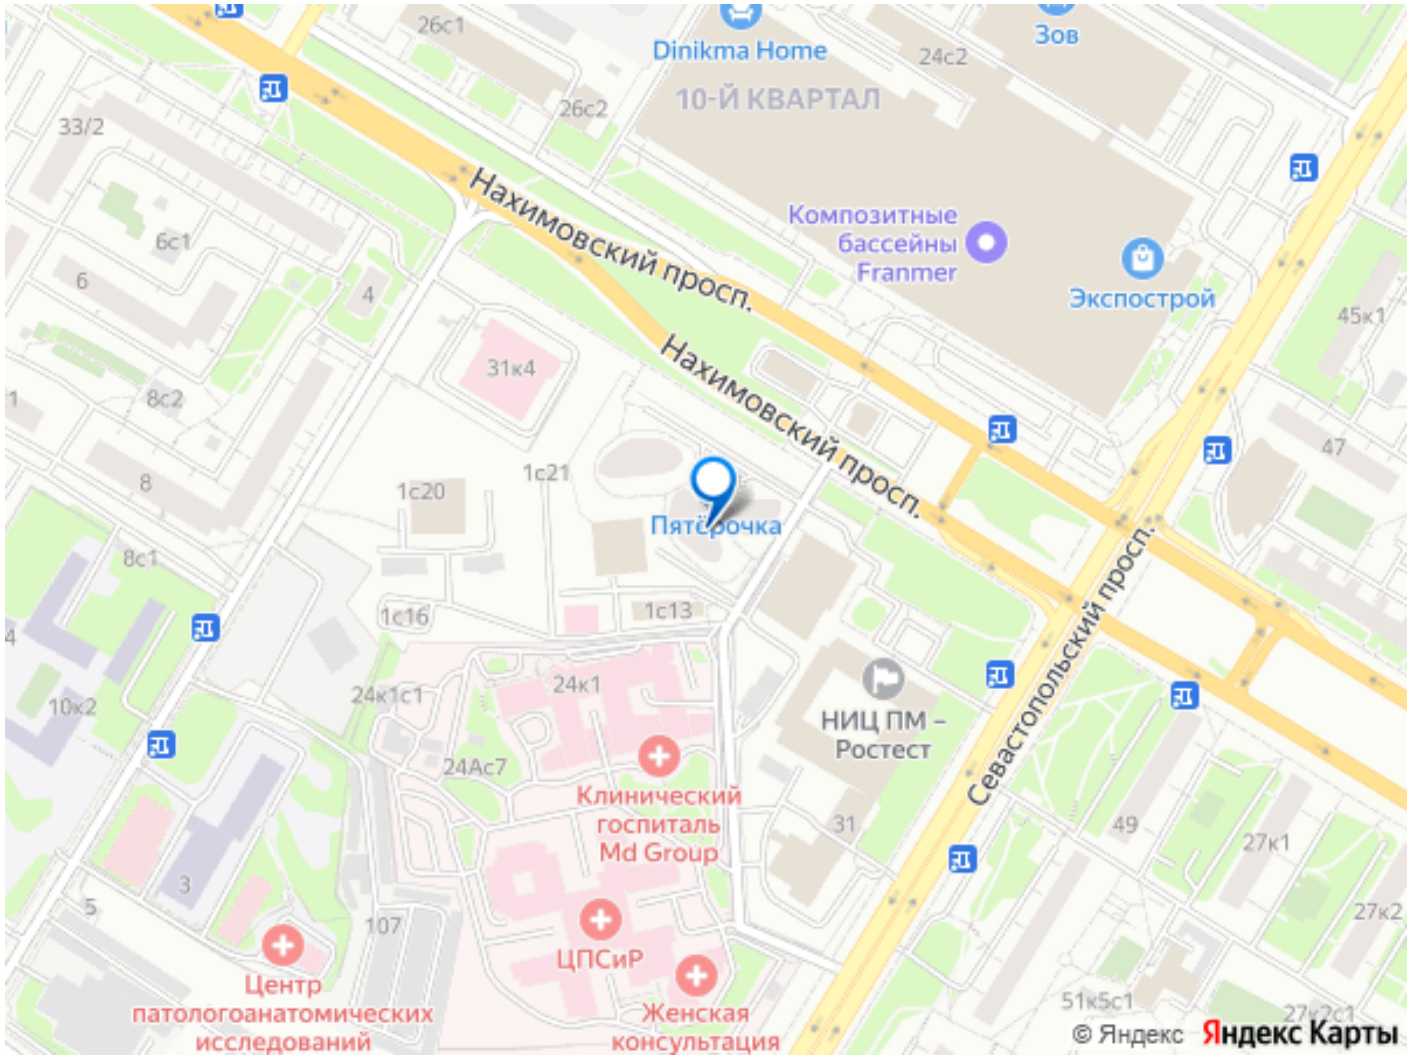 26с1
Dinikma Home
Зов
24с2
10-Й КВАРТАЛ
26с2
33/2
Нахимовский просп.
Композитные
бассейны
Franmer
6с1
6
4
Экспострой
45к1
31к4
Нахимовский просп.
8с2
1
47
8
1с20
1с21
Пятёрочка
8с1
Севастопольский просп.
1с16
1с13
4
24к1с1
24к1
10к2
НИЦ ПМ –
Ростест
24Ас7
Клинический
госпиталь
Md Group
31
49
27к1
3
5
107
27к2
ЦПСиР
Центр
патологоанатомических
исследований
Женская
консультация
51к5с1
27к2с1
© Яндекс Яндекс Карты